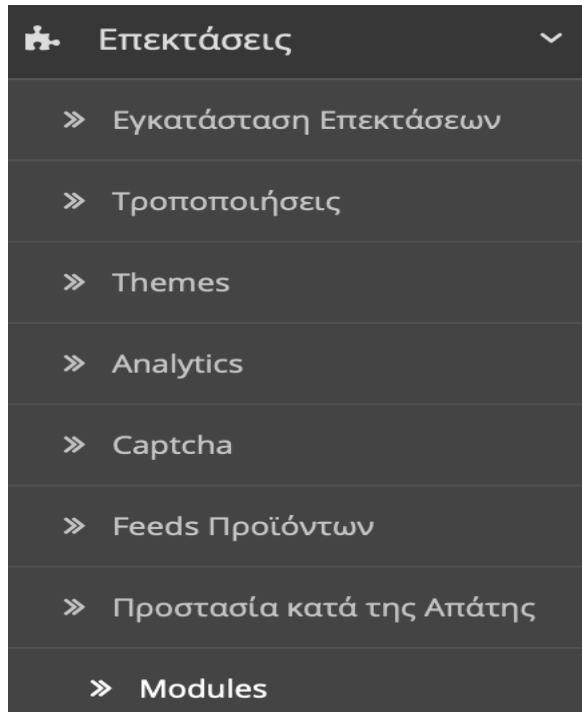 Επεκτάσεις
Εγκατάσταση Επεκτάσεων
Τροποποιήσεις
Themes
Analytics
Captcha
Feeds Προϊόντων
Προστασία κατά της Απάτης
Modules